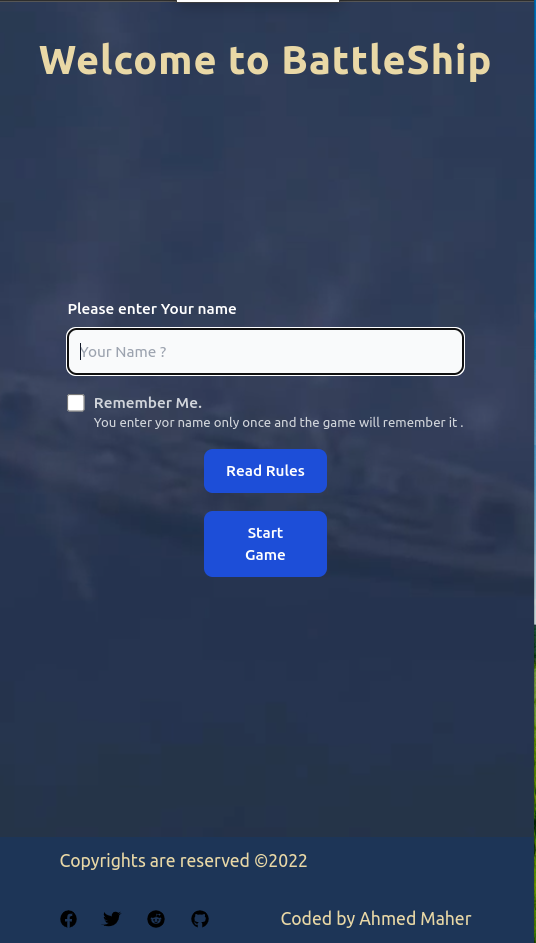 Welcome to BattleShip
Please enter Your name
Your Name ?
Remember Me.
You enter yor name only once and the game will remember it .
Read Rules
Start
Game
Copyrights are reserved ©2022
Coded by Ahmed Maher